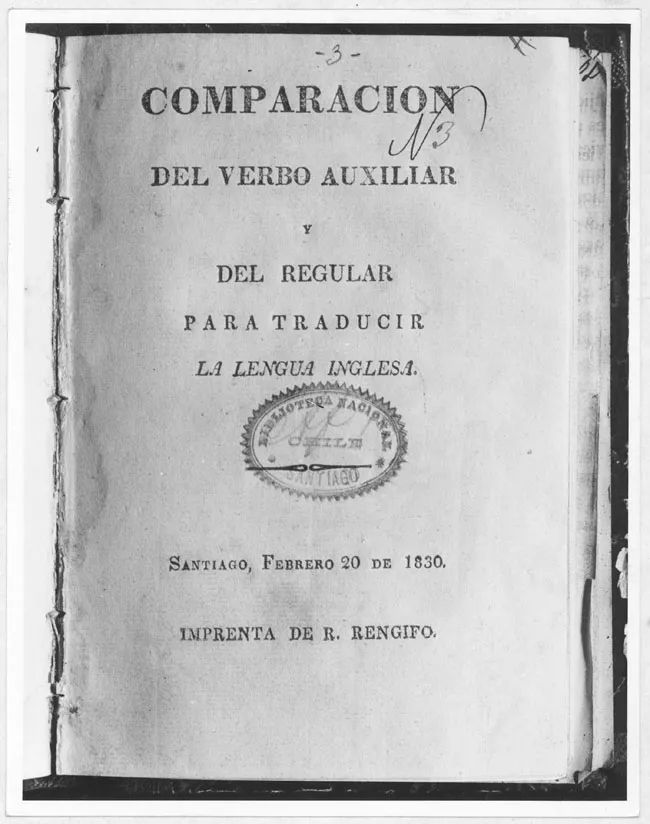 -3-
COMPARACION
N3
DEL VERBO AUXILIAR
Y
DEL REGULAR
PARA TRADUCIR
LA LENGUA INGLESA.
BIBLIOTECA NACIONAL
CHILE
SANTIAGO
SANTIAGO, FEBRERO 20 DE 1830.
IMPRENTA DE R. RENGIFO.